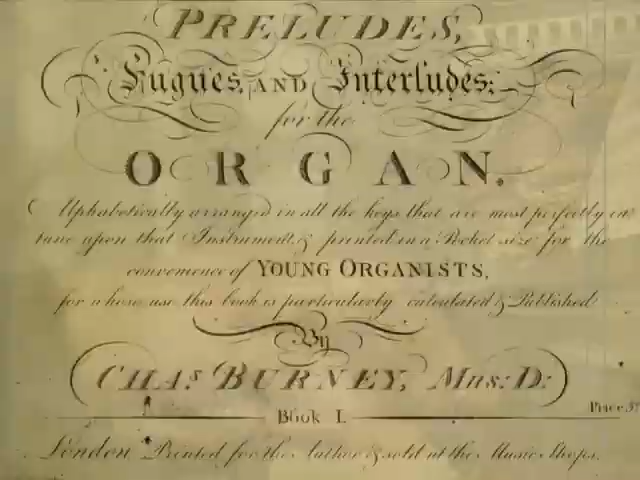 PRELUDES,
Fugues, AND Interludes;
for the
ORGAN.
Alphabetically arranged in all the keys that are most perfectly in
tune upon that Instrument & printed in a Pocket size for the
convenience of YOUNG ORGANISTS,
for whose use this book is particularly calculated & Published
By
CHAs. BURNEY, Mus: D:
Price
Book I.
London Printed for the Author & sold at the Music Shops.